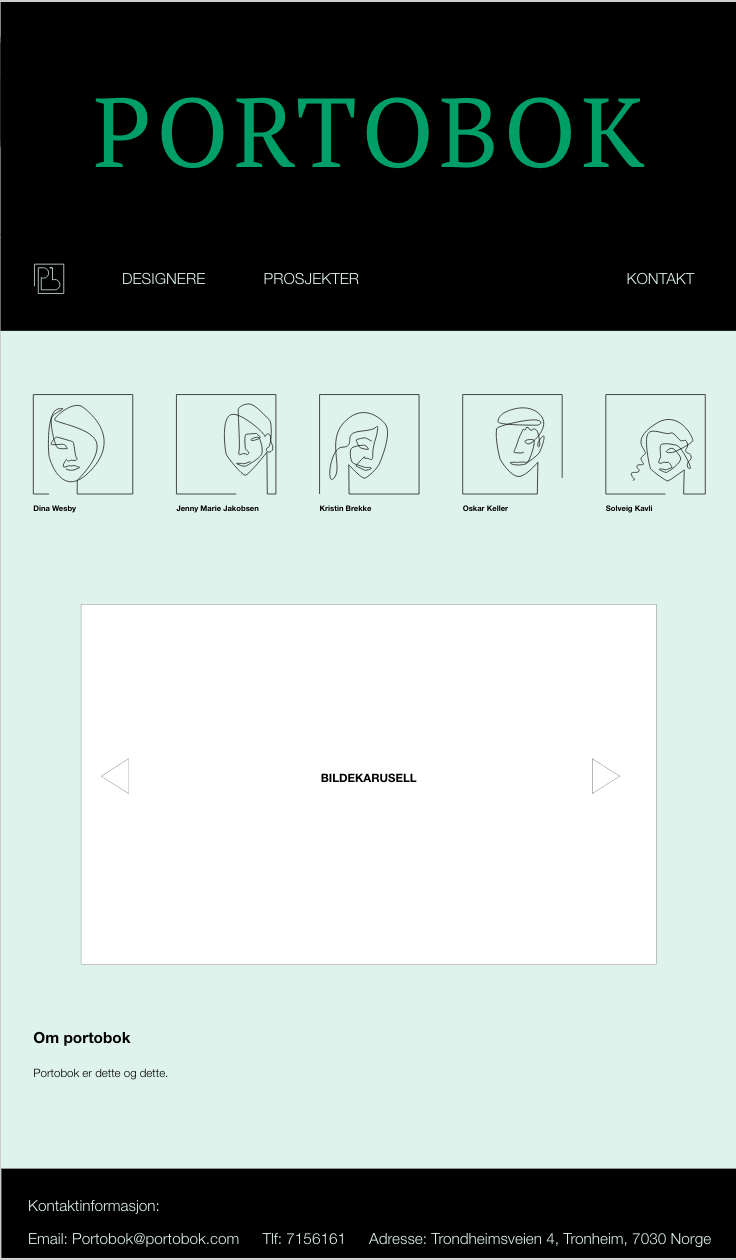 PORTOBOK
Pb DESIGNERE PROSJEKTER KONTAKT
Dina Wesby Jenny Marie Jakobsen Kristin Brekke Oskar Keller Solveig Kavli
BILDEKARUSELL
Om portobok
Portobok er dette og dette.
Kontaktinformasjon:
Email: Portobok@portobok.com Tlf: 7156161 Adresse: Trondheimsveien 4, Tronheim, 7030 Norge